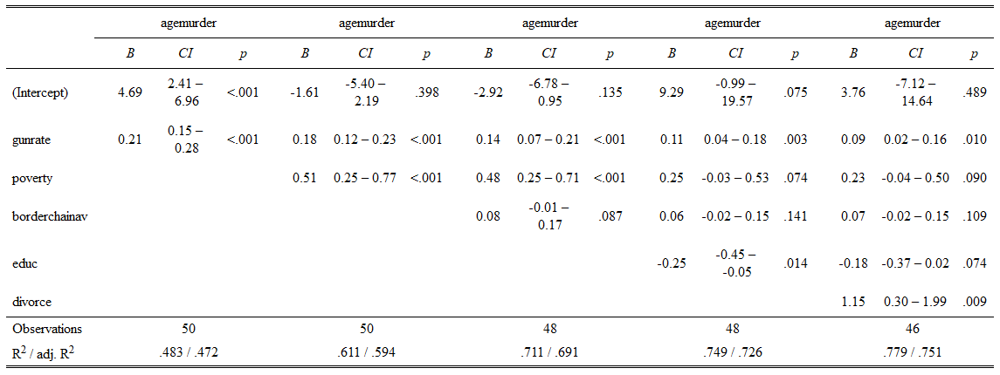 agemurder agemurder agemurder agemurder agemurder
B CI p B CI p B CI p B CI p B CI p
(Intercept) 4.69 2.41 – 6.96 <.001 -1.61 -5.40 – 2.19 .398 -2.92 -6.78 – 0.95 .135 9.29 -0.99 – 19.57 .075 3.76 -7.12 – 14.64 .489
gunrate 0.21 0.15 – 0.28 <.001 0.18 0.12 – 0.23 <.001 0.14 0.07 – 0.21 <.001 0.11 0.04 – 0.18 .003 0.09 0.02 – 0.16 .010
poverty 0.51 0.25 – 0.77 <.001 0.48 0.25 – 0.71 <.001 0.25 -0.03 – 0.53 .074 0.23 -0.04 – 0.50 .090
borderchainav 0.08 -0.01 – 0.17 .087 0.06 -0.02 – 0.15 .141 0.07 -0.02 – 0.15 .109
educ -0.25 -0.45 – -0.05 .014 -0.18 -0.37 – 0.02 .074
divorce 1.15 0.30 – 1.99 .009
Observations 50 50 48 48 46
R2 / adj. R2 .483 / .472 .611 / .594 .711 / .691 .749 / .726 .779 / .751